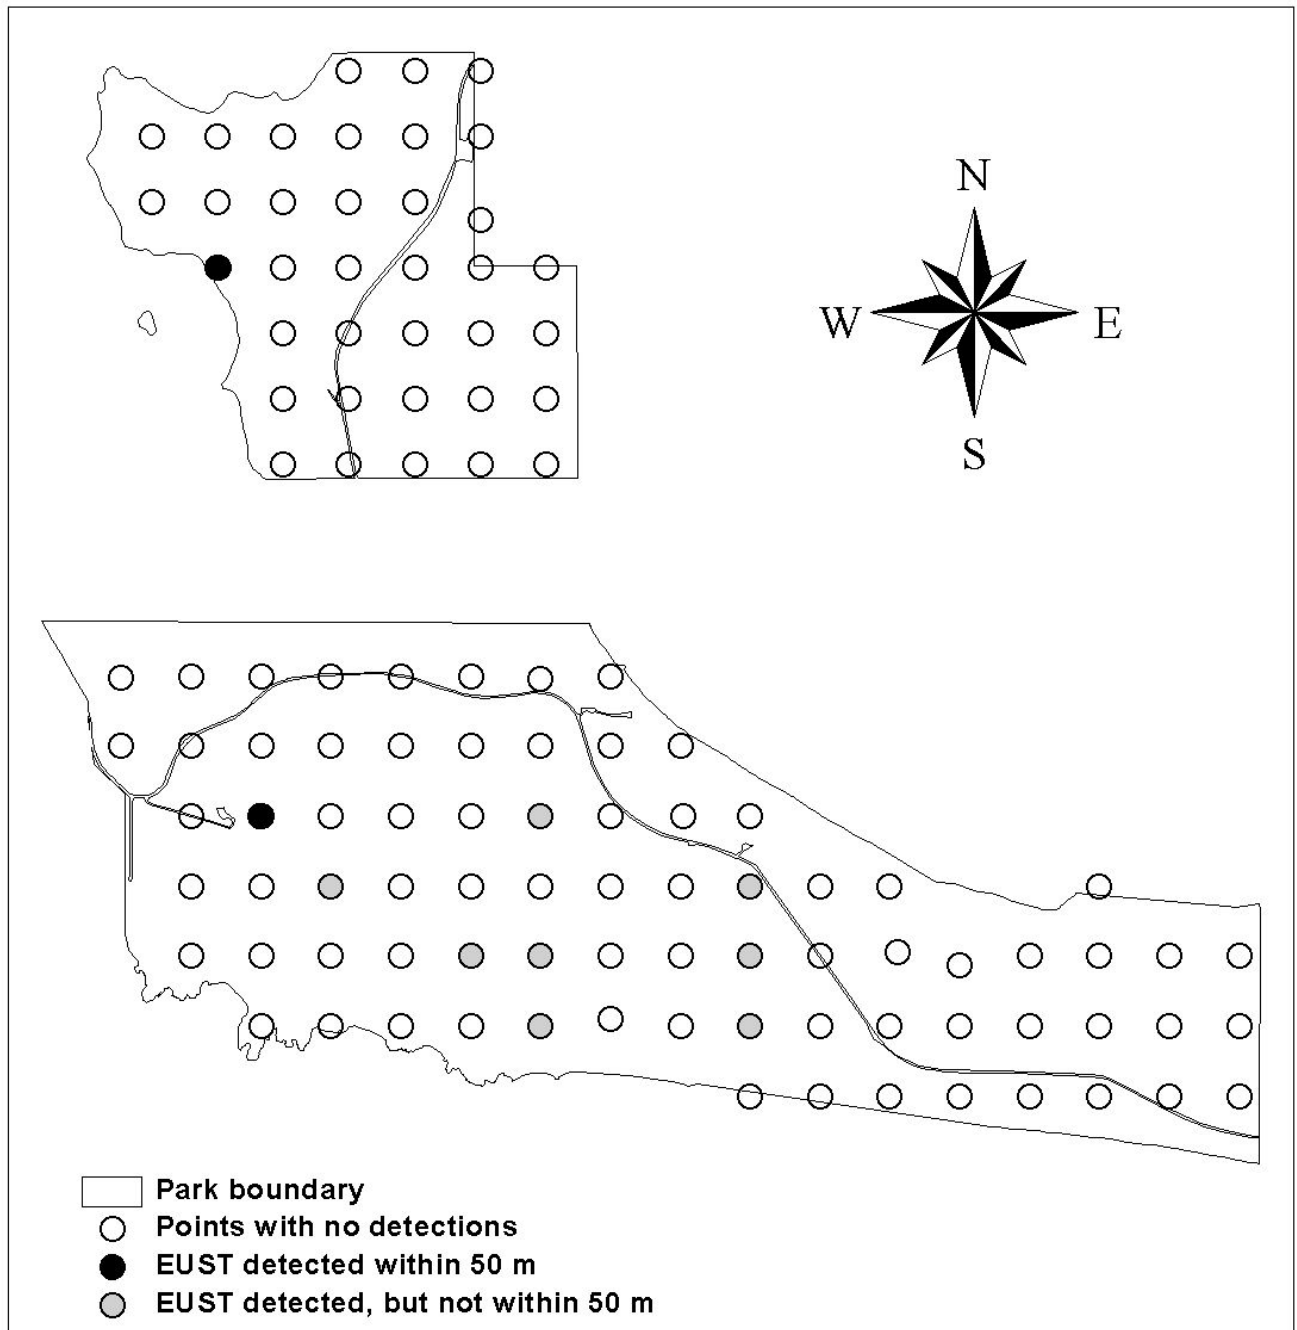 N
W E
S
Park boundary
Points with no detections
EUST detected within 50 m
EUST detected, but not within 50 m